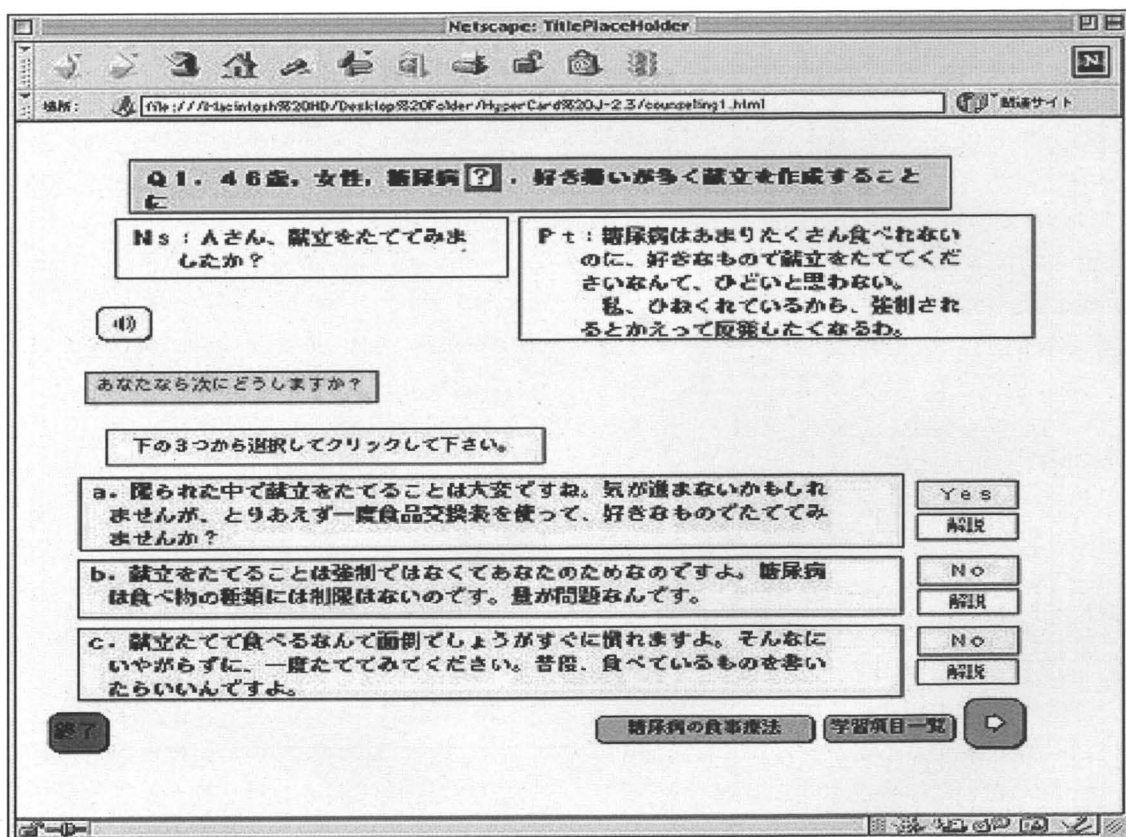 Netscape: TitlePlaceHolder
N
場所:
file:///Macintosh%20HD/Desktop%20Folder/HyperCard%20J-2.3/counseling1.html
関連サイト
Q1. 46歳，女性，糖尿病 ? ．好き嫌いが多く献立を作成すること
に
Ns：Aさん、献立をたててみま
したか？
Pt：糖尿病はあまりたくさん食べれない
のに、好きなもので献立をたててくだ
さいなんて、ひどいと思わない。
私、ひねくれているから、強制され
るとかえって反発したくなるわ。
あなたなら次にどうしますか？
下の3つから選択してクリックして下さい。
a．限られた中で献立をたてることは大変ですね。気が進まないかもしれ
ませんが、とりあえず一度食品交換表を使って、好きなものでたててみ
ませんか？
Yes
解説
b．献立をたてることは強制ではなくてあなたのためなのですよ。糖尿病
は食べ物の種類には制限はないのです。量が問題なんです。
No
解説
c．献立たてて食べるなんて面倒でしょうがすぐに慣れますよ。そんなに
いやがらずに、一度たててみてください。普段、食べているものを書い
たらいいんですよ。
No
解説
終了
糖尿病の食事療法
学習項目一覧